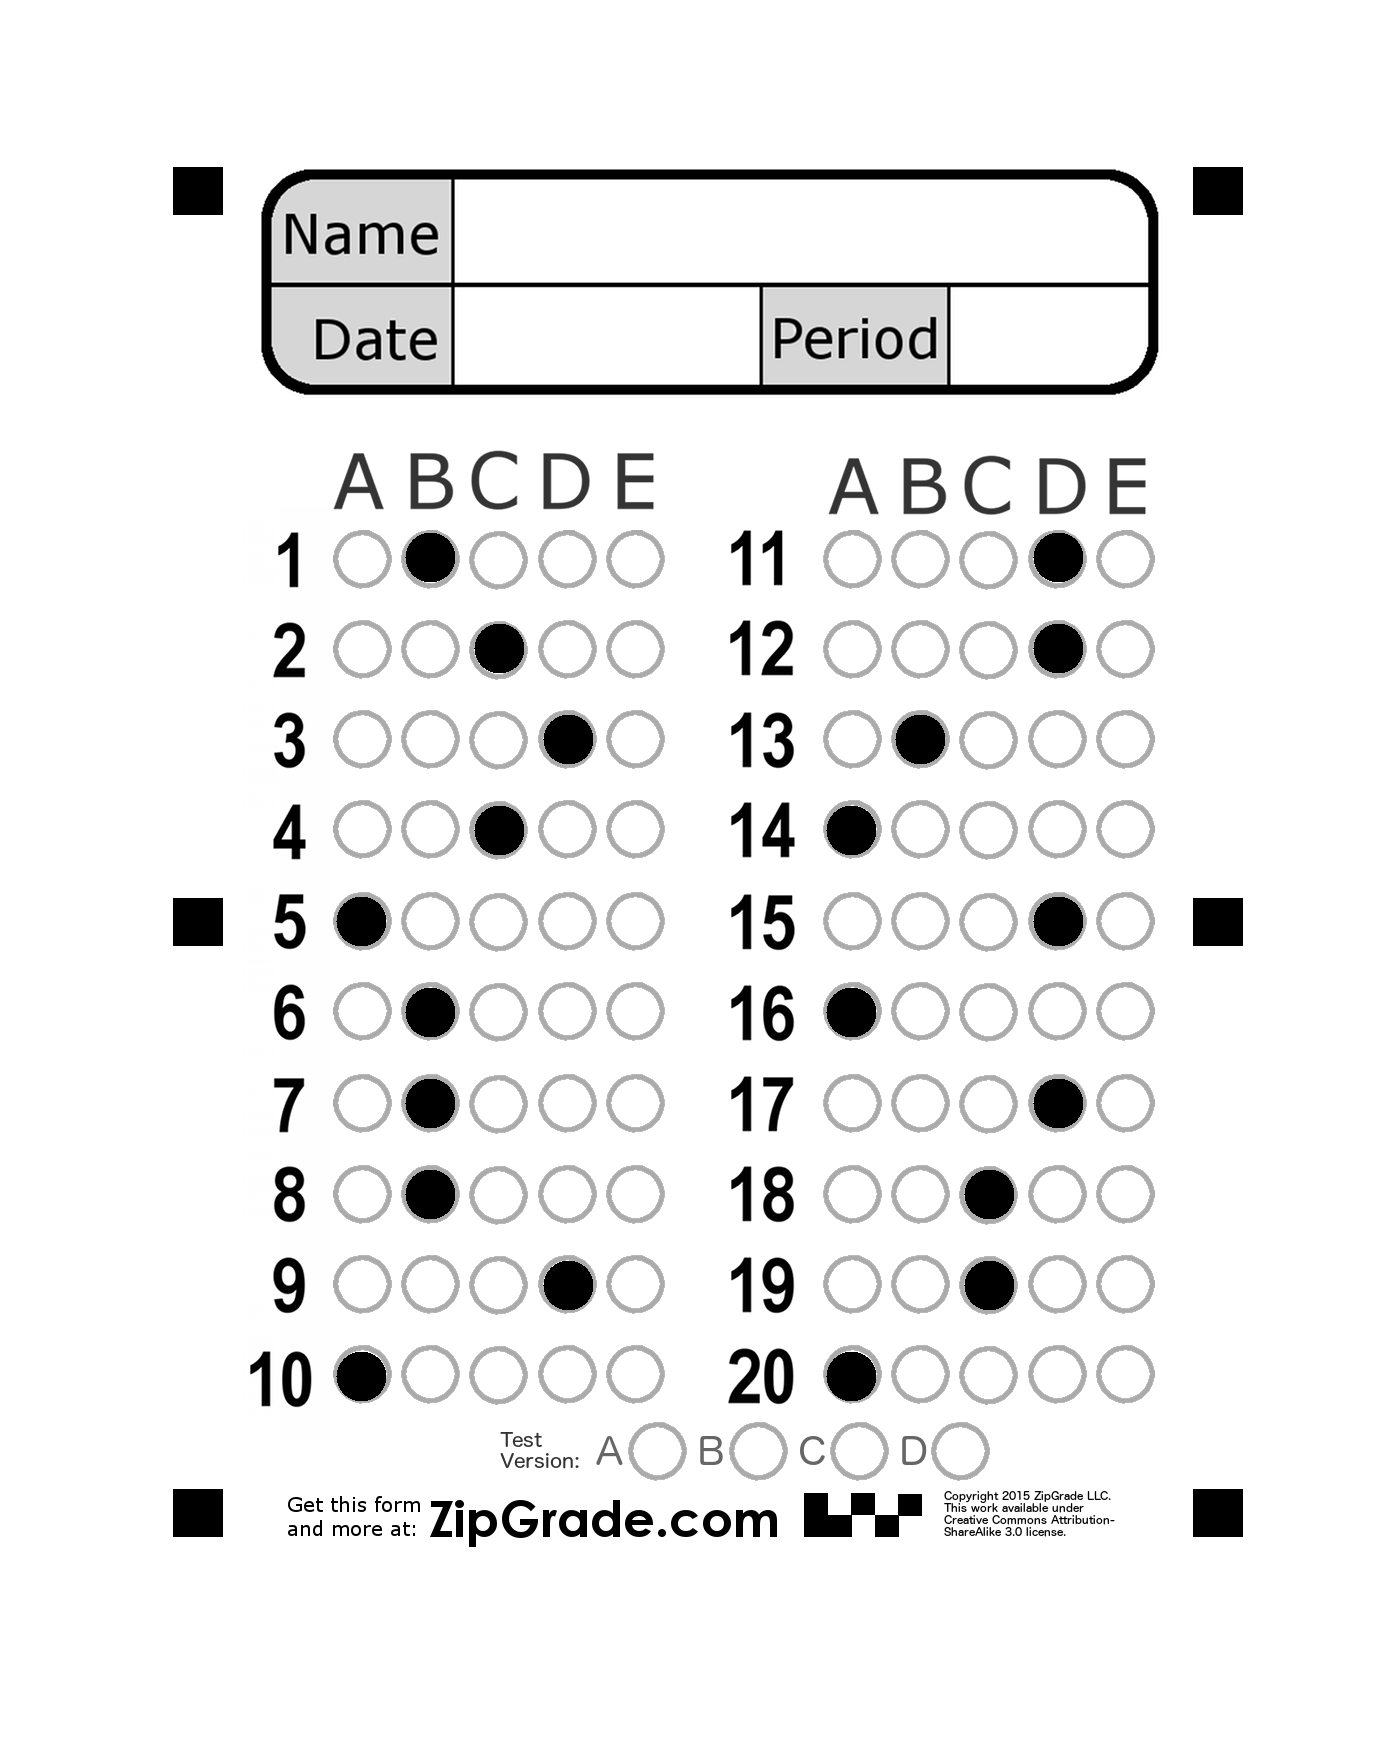 Name
Date Period
A B C D E A B C D E
1 11
2 12
3 13
4 14
5 15
6 16
7 17
8 18
9 19
10 20
Test
Version: A B C D
Get this form
and more at: ZipGrade.com
Copyright 2015 ZipGrade LLC.
This work available under
Creative Commons Attribution-
ShareAlike 3.0 license.